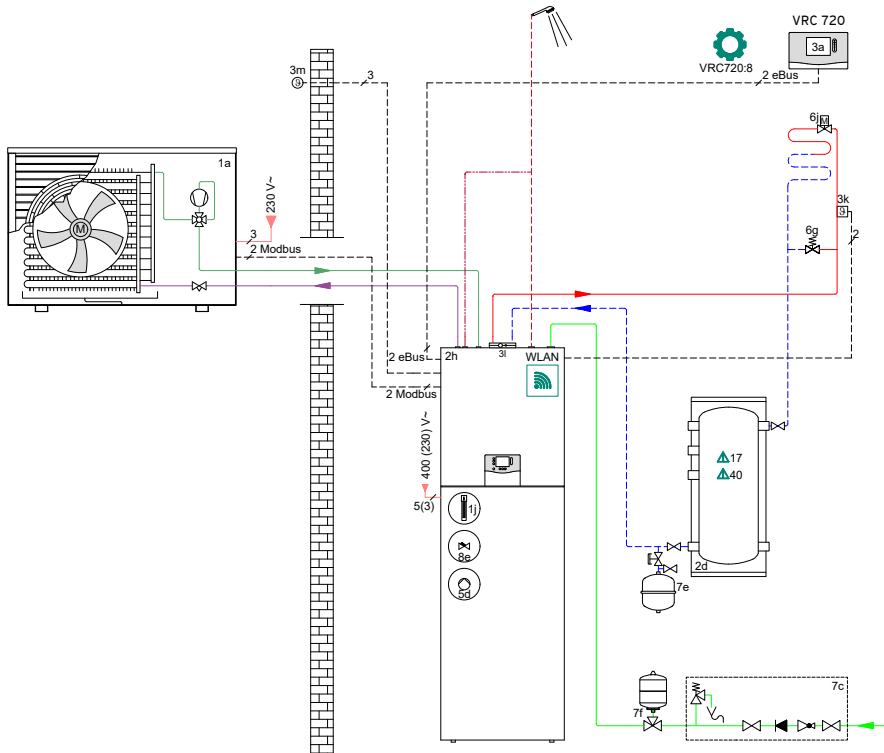 VRC 720
3a
VRC720:8
2 eBus
3m
3
6j
M
1a
230 V~
3k
M
6g
2
3
2 Modbus
2 eBus
2h
3l
WLAN
2 Modbus
400 (230) V~
17
40
5(3)
1j
8e
5d
2d
7e
7f
7c